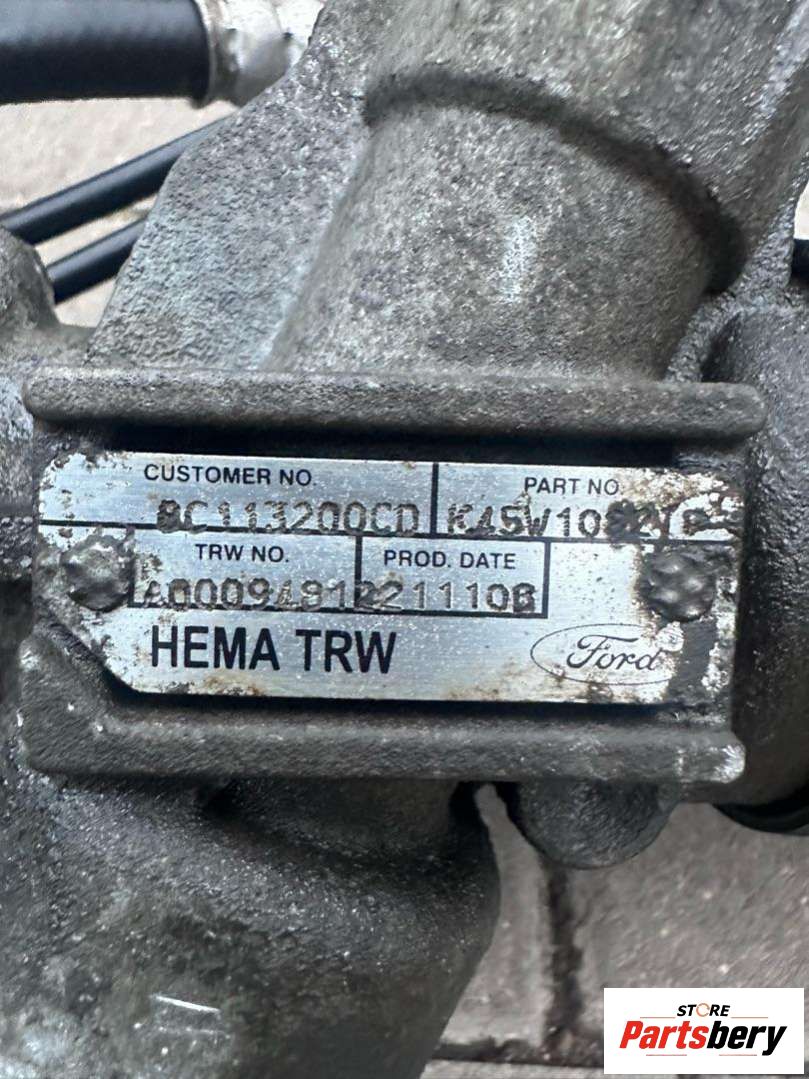 CUSTOMER NO.
PART NO.
8C113200CD
TRW NO.
PROD. DATE
HEMA TRW
Ford
STORE
Partsbery